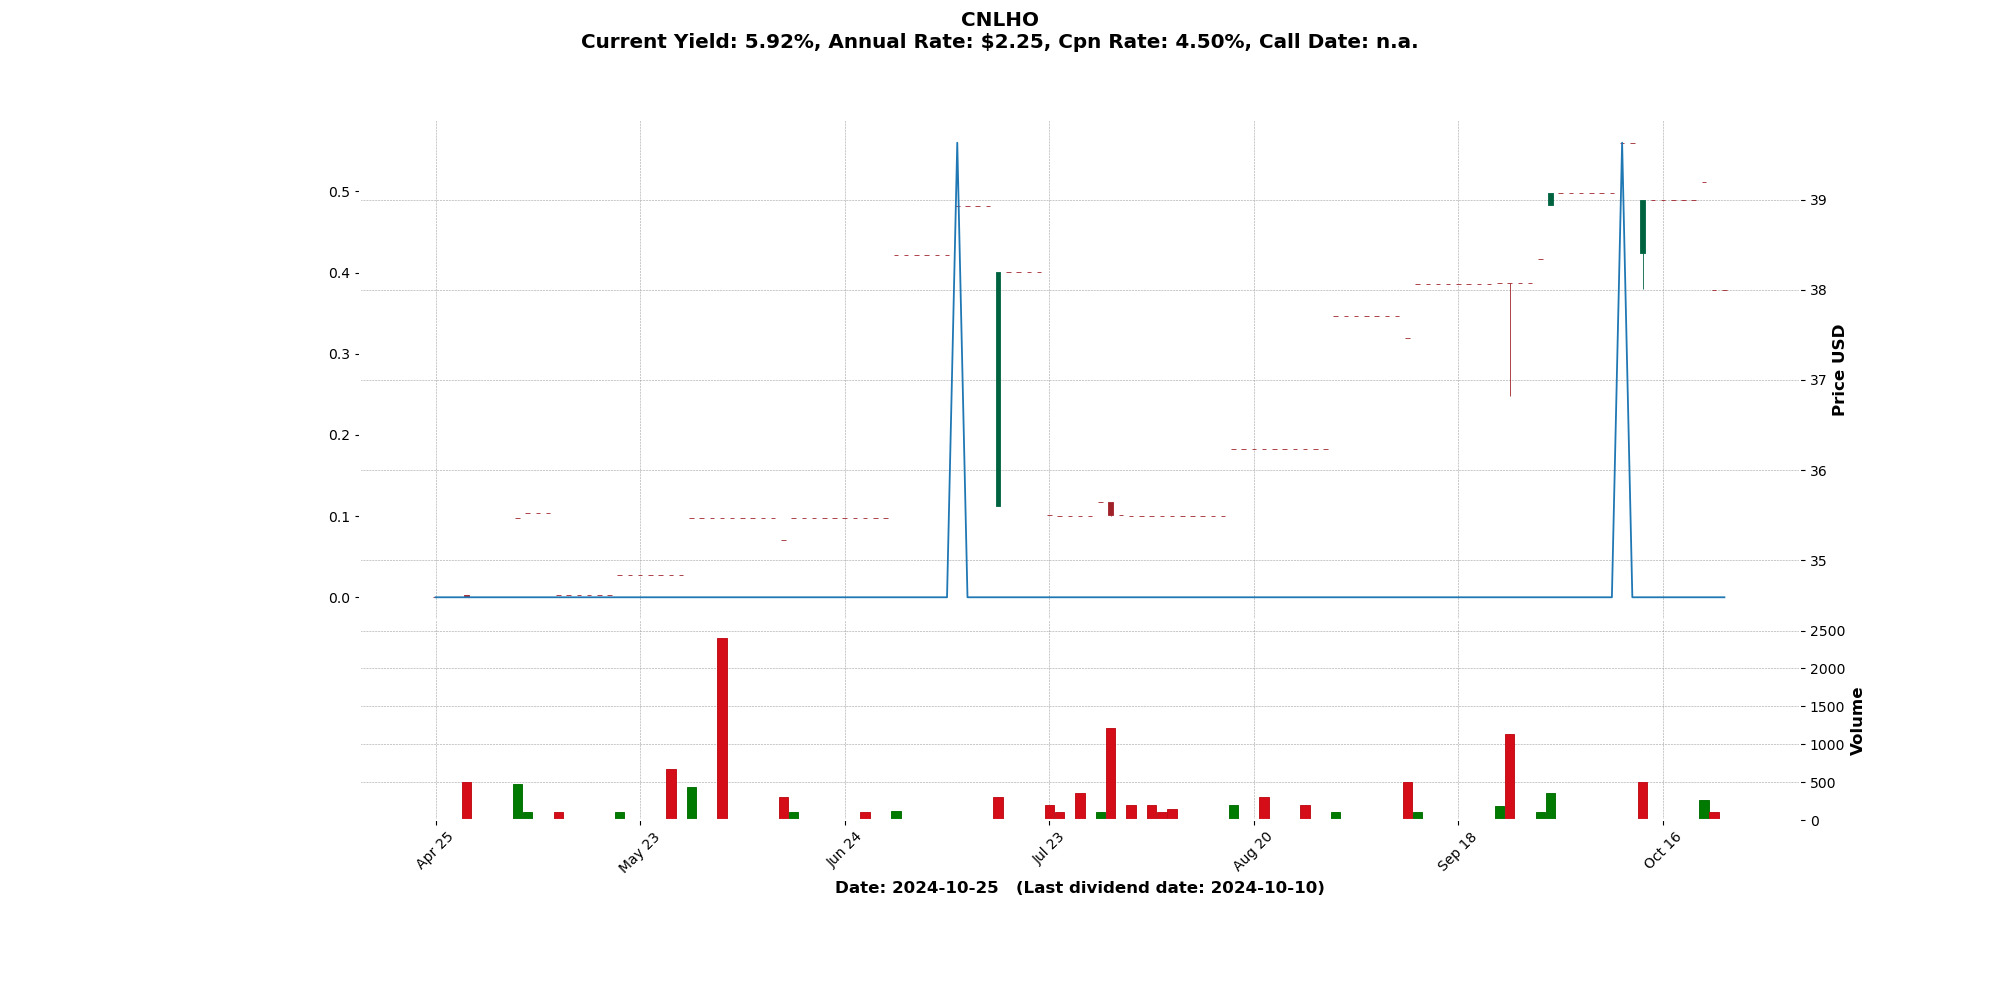 CNLHO
Current Yield: 5.92%, Annual Rate: $2.25, Cpn Rate: 4.50%, Call Date: n.a.
0.5
0.4
0.3
0.2
0.1
0.0
39
38
37
36
35
Price USD
2500
2000
1500
1000
500
0
Volume
Apr 25
May 23
Jun 24
Jul 23
Aug 20
Sep 18
Oct 16
Date: 2024-10-25 (Last dividend date: 2024-10-10)